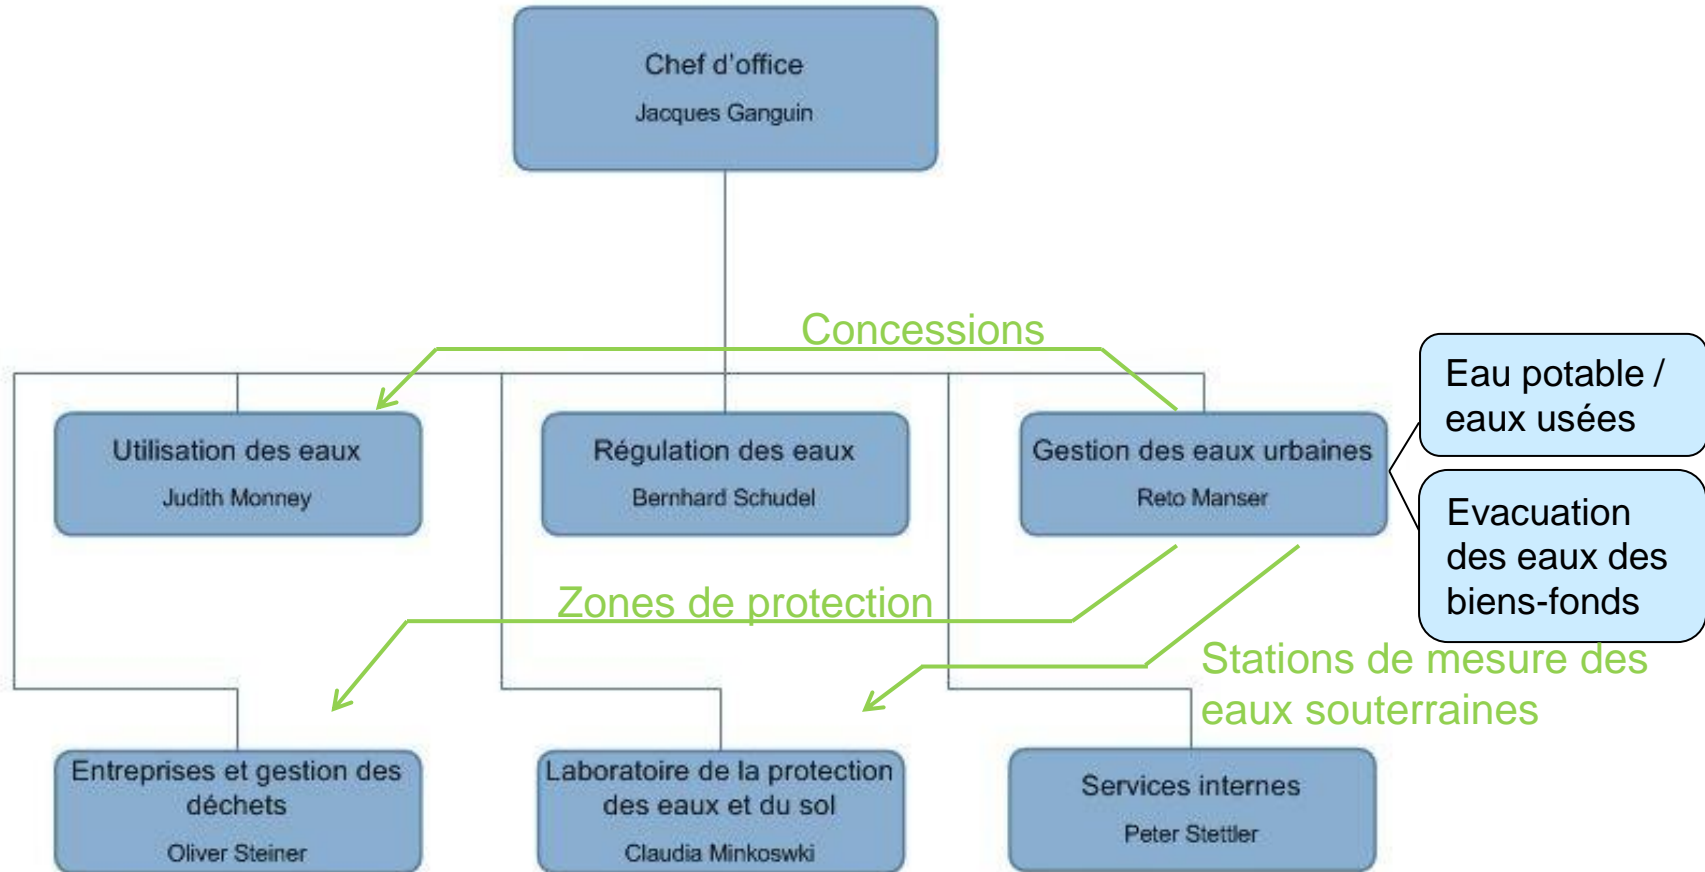 Chef d'office
Jacques Ganguin
Concessions
Eau potable /
eaux usées
Utilisation des eaux
Judith Monney
Régulation des eaux
Bernhard Schudel
Gestion des eaux urbaines
Reto Manser
Evacuation
des eaux des
biens-fonds
Zones de protection
Stations de mesure des
eaux souterraines
Entreprises et gestion des
déchets
Oliver Steiner
Laboratoire de la protection
des eaux et du sol
Claudia Minkoswki
Services internes
Peter Stettler